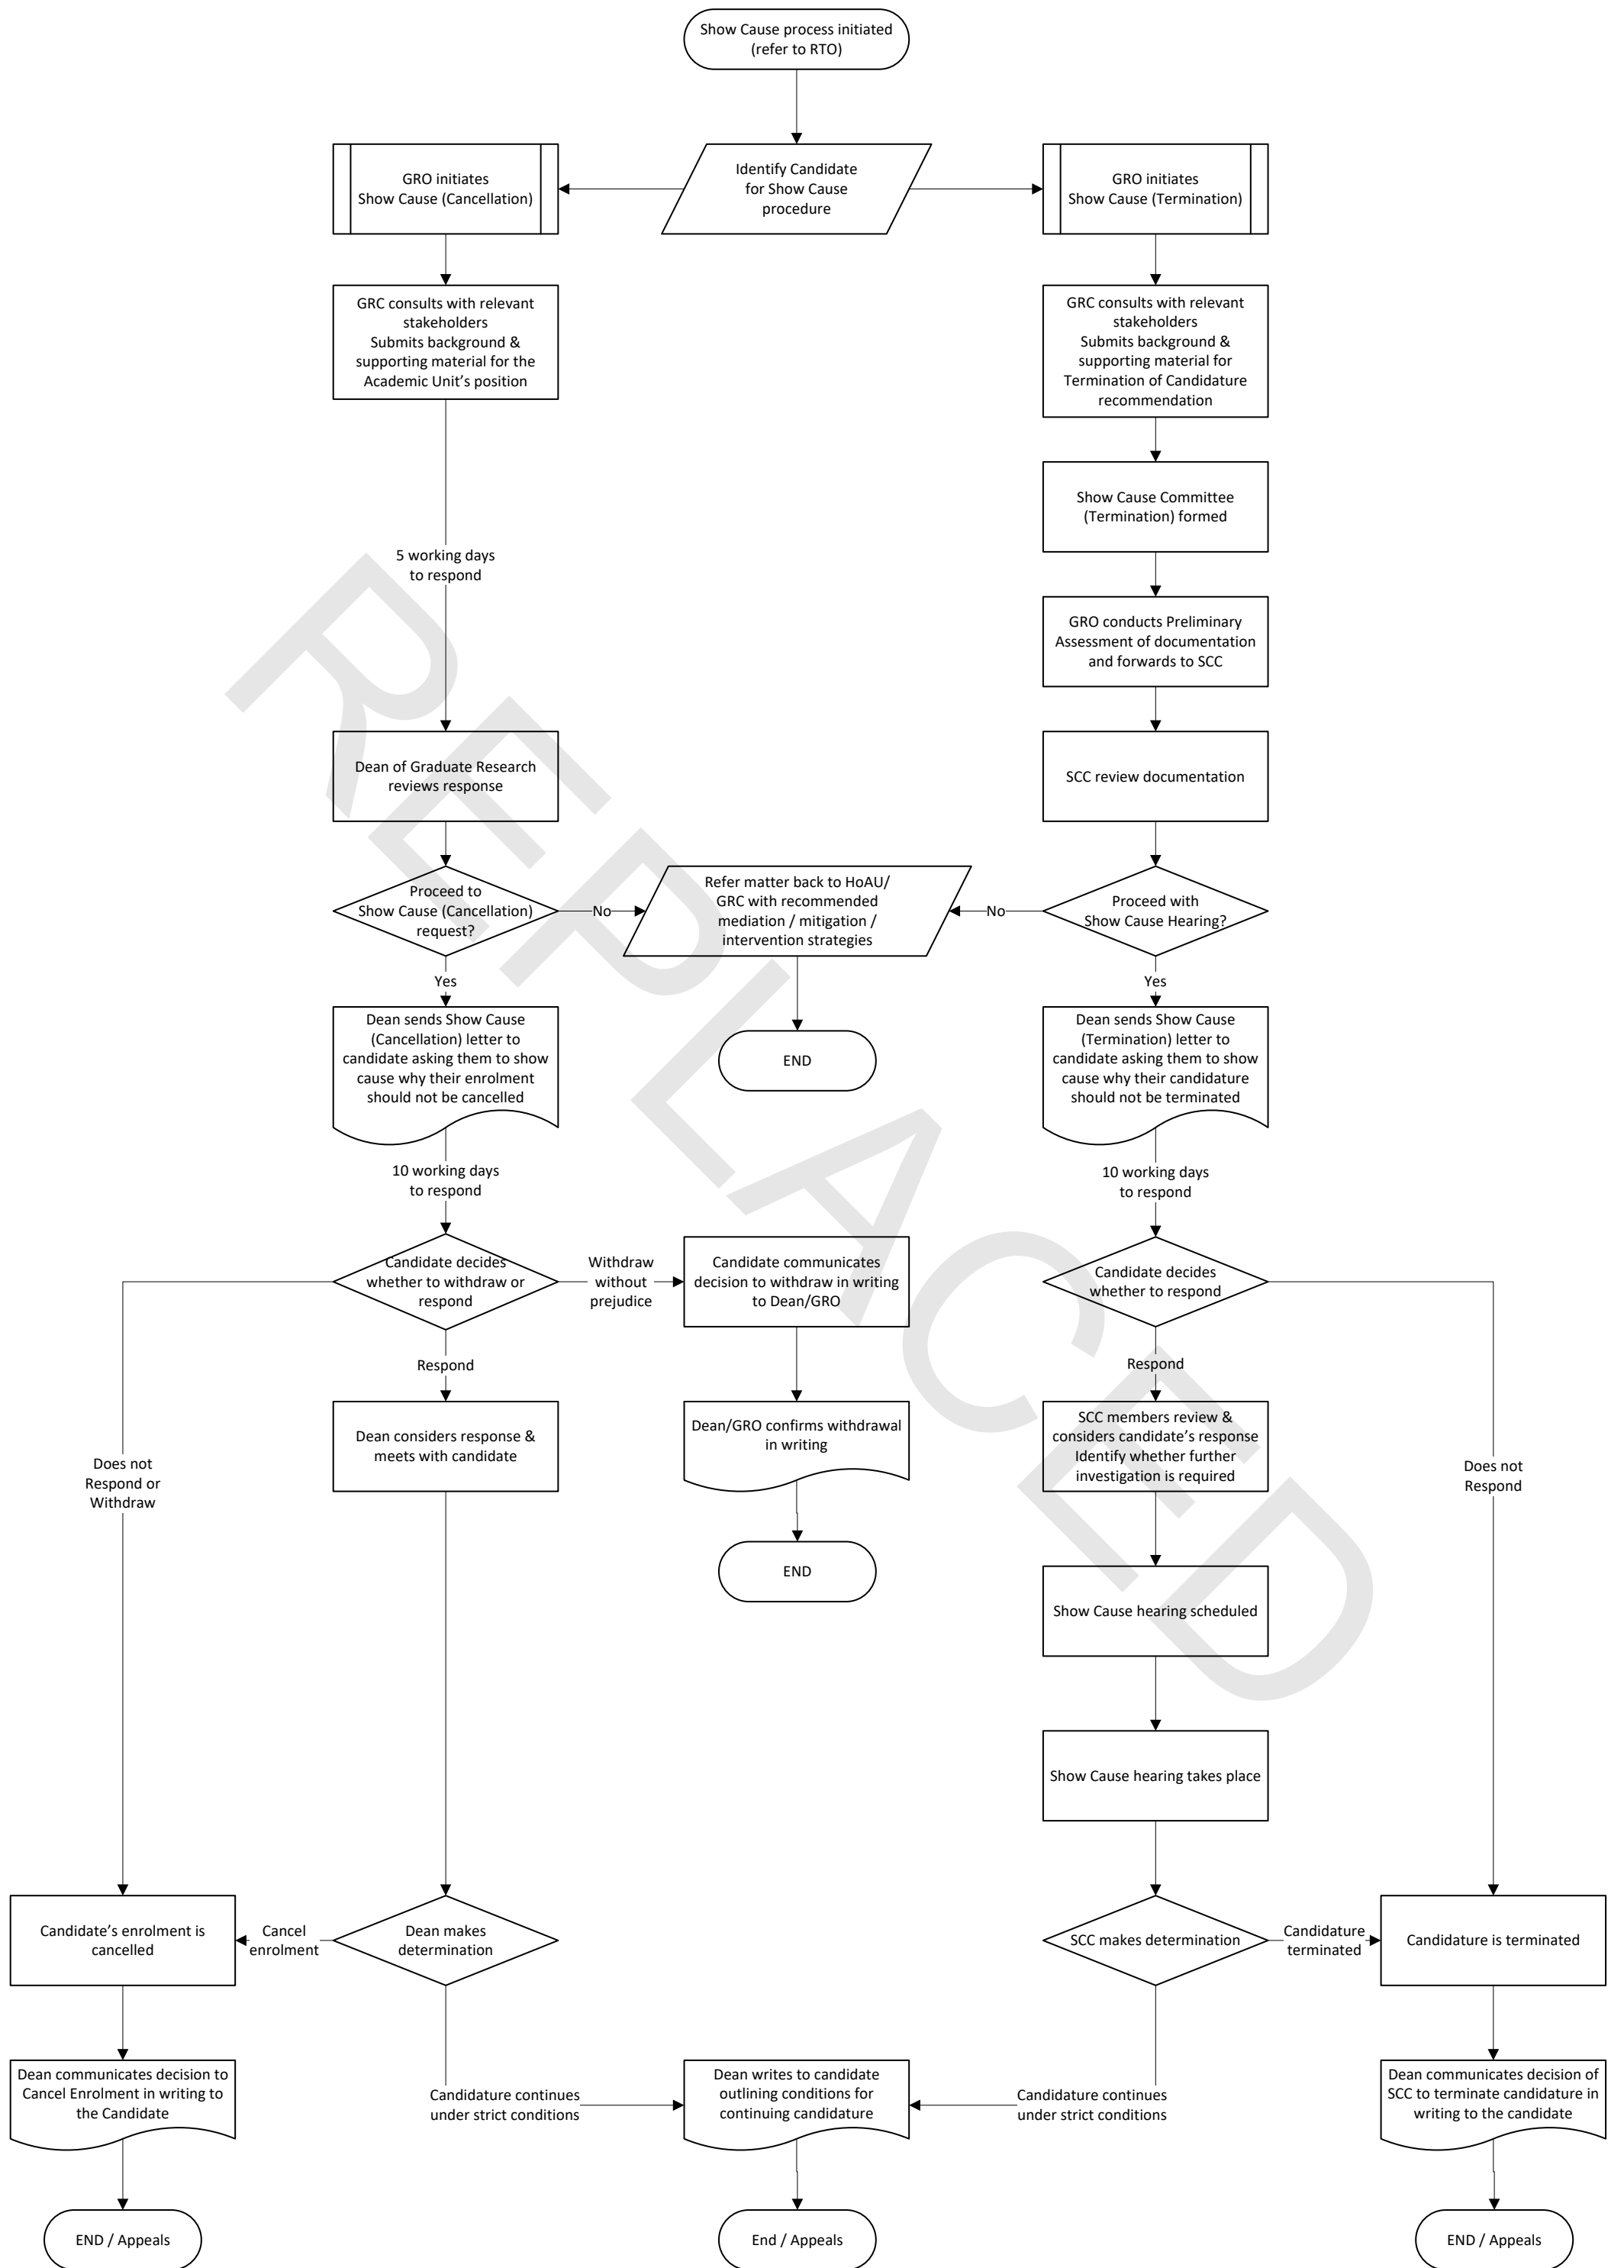 Show Cause process initiated
(refer to RTO)
GRO initiates
Show Cause (Cancellation)
Identify Candidate
for Show Cause
procedure
GRO initiates
Show Cause (Termination)
GRC consults with relevant
stakeholders
Submits background &
supporting material for the
Academic Unit's position
GRC consults with relevant
stakeholders
Submits background &
supporting material for
Termination of Candidature
recommendation
Show Cause Committee
(Termination) formed
5 working days
to respond
GRO conducts Preliminary
Assessment of documentation
and forwards to SCC
Dean of Graduate Research
reviews response
SCC review documentation
Proceed to
Show Cause (Cancellation)
request?
No
Refer matter back to HoAU/
GRC with recommended
mediation / mitigation /
intervention strategies
No
Proceed with
Show Cause Hearing?
Yes
Yes
Dean sends Show Cause
(Cancellation) letter to
candidate asking them to show
cause why their enrolment
should not be cancelled
END
Dean sends Show Cause
(Termination) letter to
candidate asking them to show
cause why their candidature
should not be terminated
10 working days
to respond
10 working days
to respond
Candidate decides
whether to withdraw or
respond
Withdraw
without
prejudice
Candidate communicates
decision to withdraw in writing
to Dean/GRO
Candidate decides
whether to respond
Respond
Respond
Does not
Respond or
Withdraw
Dean considers response &
meets with candidate
Dean/GRO confirms withdrawal
in writing
SCC members review &
considers candidate's response
Identify whether further
investigation is required
Does not
Respond
END
Show Cause hearing scheduled
Show Cause hearing takes place
Candidate's enrolment is
cancelled
Cancel
enrolment
Dean makes
determination
SCC makes determination
Candidature
terminated
Candidature is terminated
Dean communicates decision to
Cancel Enrolment in writing to
the Candidate
Candidature continues
under strict conditions
Dean writes to candidate
outlining conditions for
continuing candidature
Candidature continues
under strict conditions
Dean communicates decision of
SCC to terminate candidature in
writing to the candidate
END / Appeals
End / Appeals
END / Appeals
REPLACED